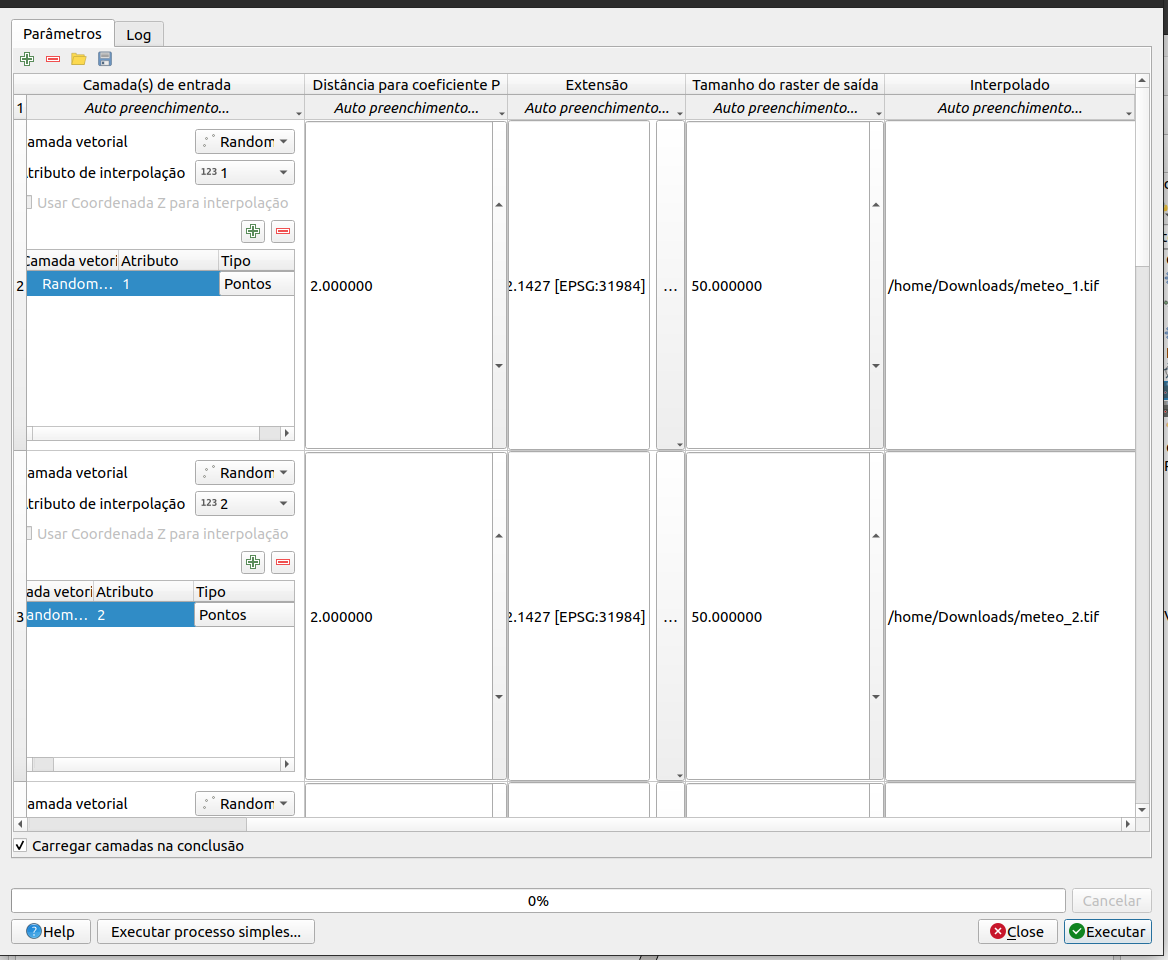 Parâmetros Log
Camada(s) de entrada Distância para coeficiente P Extensão Tamanho do raster de saída Interpolado
1 Auto preenchimento... Auto preenchimento... Auto preenchimento... Auto preenchimento... Auto preenchimento...
amada vetorial Random
tributo de interpolação 123 1
Usar Coordenada Z para interpolação
Camada vetori Atributo Tipo
2 Random... 1 Pontos 2.000000 2.1427 [EPSG:31984] ... 50.000000 /home/Downloads/meteo_1.tif
amada vetorial Random
tributo de interpolação 123 2
Usar Coordenada Z para interpolação
ada vetori Atributo Tipo
3 andom... 2 Pontos 2.000000 2.1427 [EPSG:31984] ... 50.000000 /home/Downloads/meteo_2.tif
amada vetorial Random
Carregar camadas na conclusão
0% Cancelar
Help Executar processo simples... Close Executar